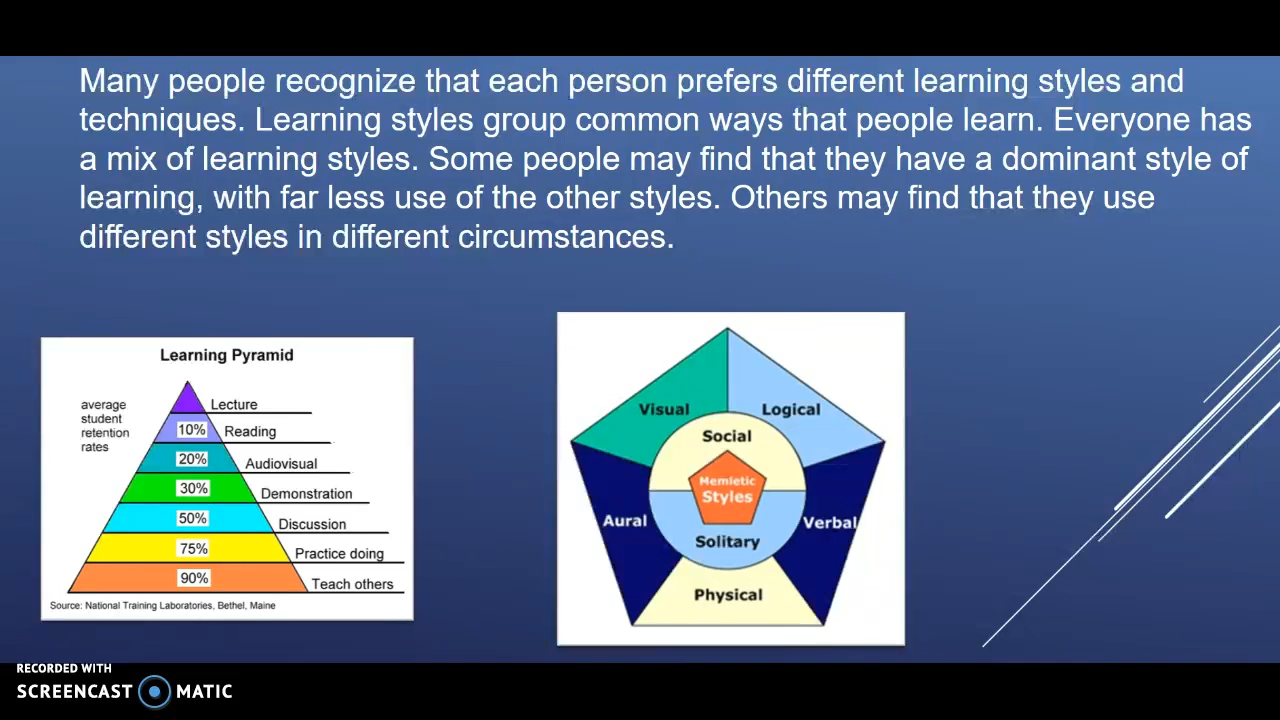 Many people recognize that each person prefers different learning styles and
techniques. Learning styles group common ways that people learn. Everyone has
a mix of learning styles. Some people may find that they have a dominant style of
learning, with far less use of the other styles. Others may find that they use
different styles in different circumstances.
Learning Pyramid
average
student
retention
rates
Lecture
10% Reading
20% Audiovisual
30% Demonstration
50% Discussion
75% Practice doing
90% Teach others
Source: National Training Laboratories, Bethel, Maine
Visual
Logical
Social
Memletic
Styles
Aural
Verbal
Solitary
Physical
RECORDED WITH
SCREENCAST MATIC